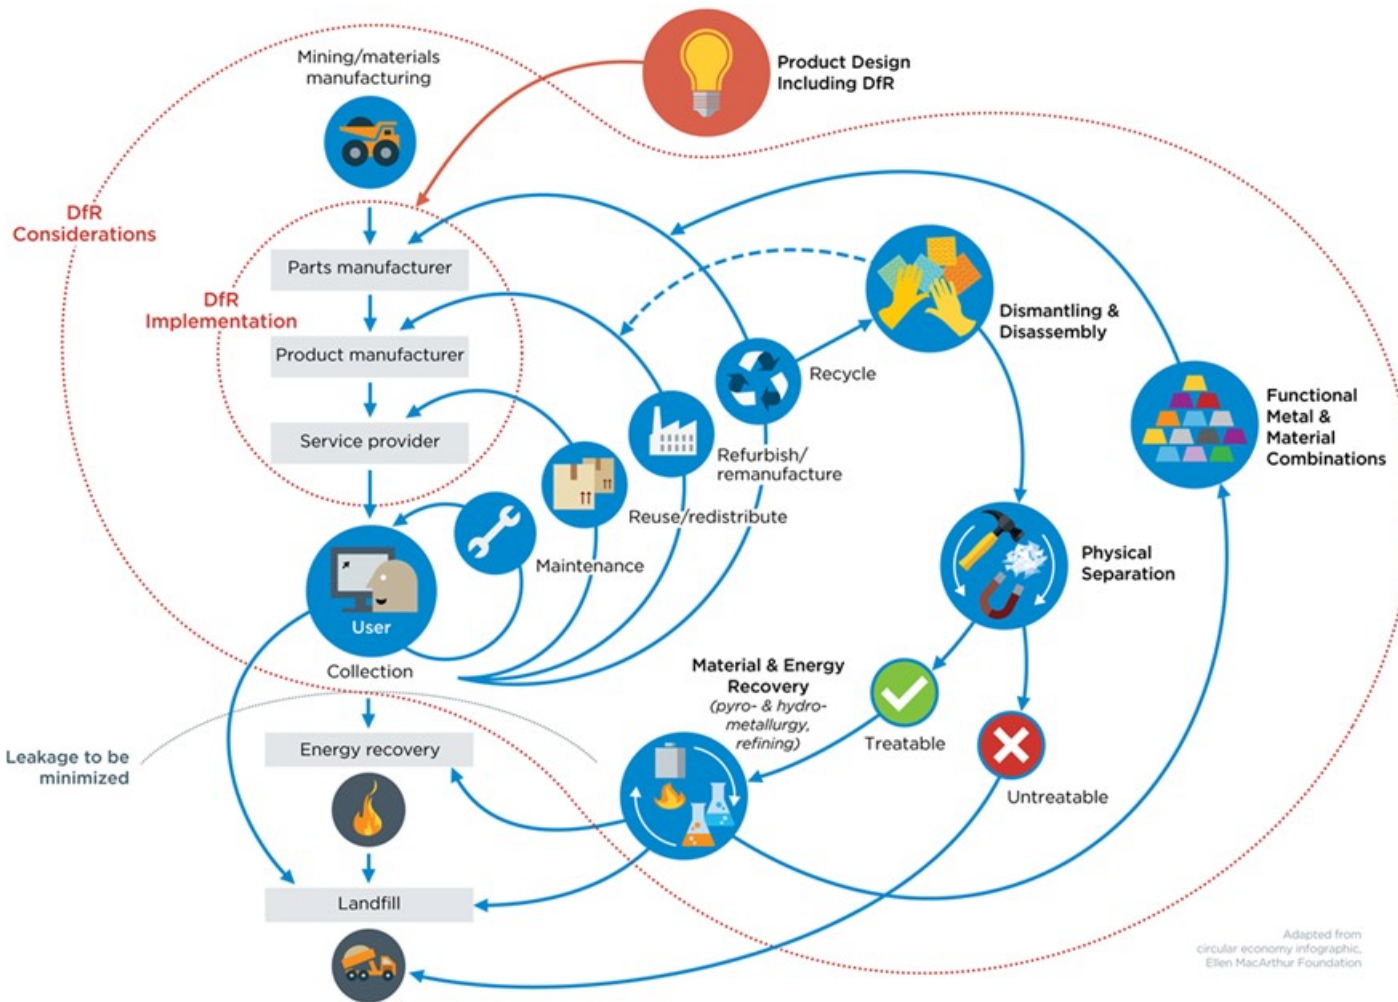 Mining/materials
manufacturing
Product Design
Including DfR
DfR
Considerations
Parts manufacturer
DfR
Implementation
Product manufacturer
Service provider
Dismantling &
Disassembly
Recycle
Functional
Metal &
Material
Combinations
Refurbish/
remanufacture
Reuse/redistribute
Maintenance
Physical
Separation
User
Collection
Material & Energy
Recovery
(pyro- & hydro-
metallurgy,
refining)
Treatable
Untreatable
Leakage to be
minimized
Energy recovery
Landfill
Adapted from
circular economy infographic,
Ellen MacArthur Foundation